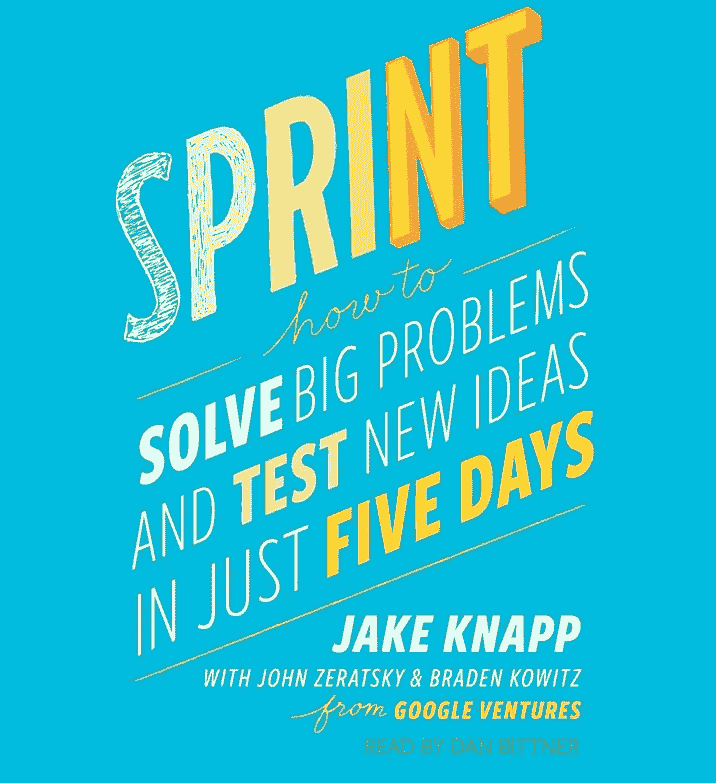 SPRINT
how to
SOLVE BIG PROBLEMS
AND TEST NEW IDEAS
IN JUST FIVE DAYS
JAKE KNAPP
WITH JOHN ZERATSKY & BRADEN KOWITZ
from GOOGLE VENTURES
READ BY DAN BITTNER